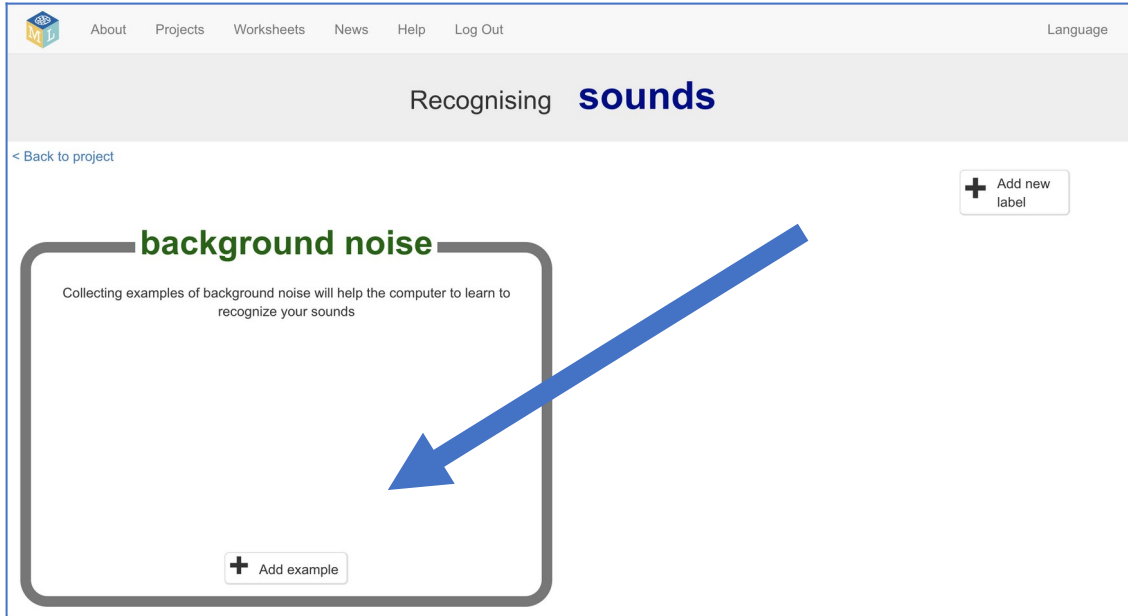 M L
About Projects Worksheets News Help Log Out Language
Recognising sounds
< Back to project
Add new
label
background noise
Collecting examples of background noise will help the computer to learn to
recognize your sounds
Add example